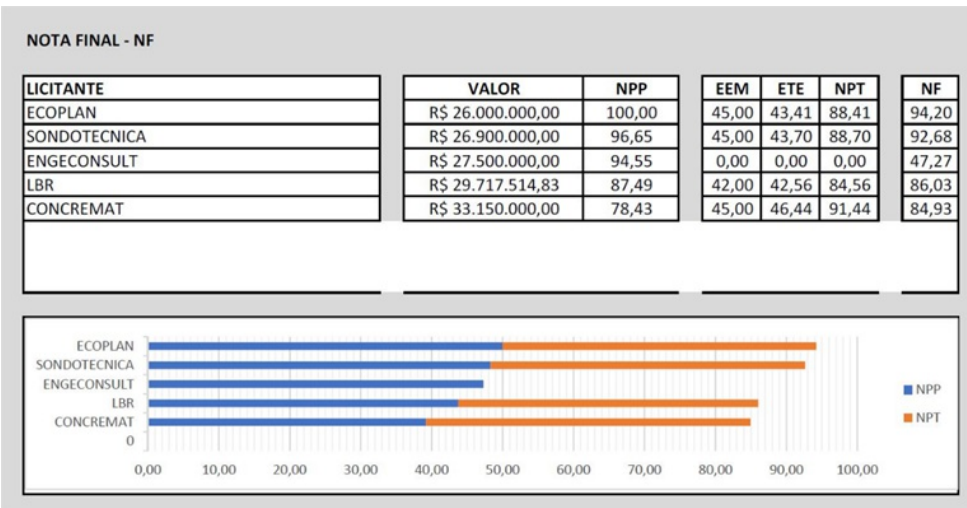 NOTA FINAL - NF
LICITANTE VALOR NPP EEM ETE NPT NF
ECOPLAN R$ 26.000.000,00 100,00 45,00 43,41 88,41 94,20
SONDOTECNICA R$ 26.900.000,00 96,65 45,00 43,70 88,70 92,68
ENGECONSULT R$ 27.500.000,00 94,55 0,00 0,00 0,00 47,27
LBR R$ 29.717.514,83 87,49 42,00 42,56 84,56 86,03
CONCREMAT R$ 33.150.000,00 78,43 45,00 46,44 91,44 84,93
ECOPLAN
SONDOTECNICA
ENGECONSULT
LBR
CONCREMAT
0
NPP
NPT
0,00 10,00 20,00 30,00 40,00 50,00 60,00 70,00 80,00 90,00 100,00